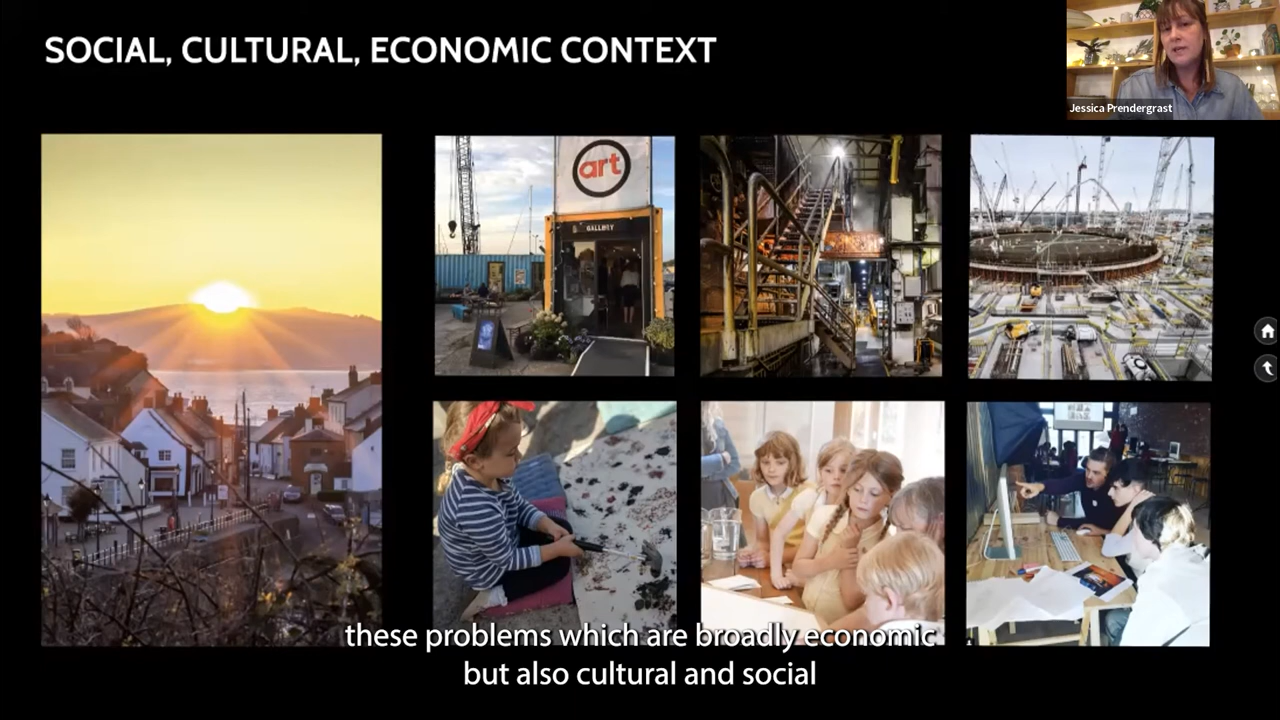 SOCIAL, CULTURAL, ECONOMIC CONTEXT
Jessica Prendergrast
art
GALLERY
these problems which are broadly economic
but also cultural and social